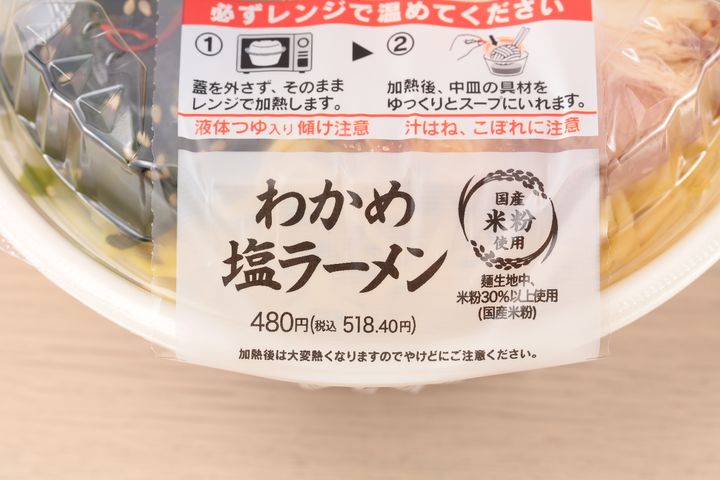 必ずレンジで温めてください
① ▶ ②
蓋を外さず、そのまま
レンジで加熱します。
加熱後、中皿の具材を
ゆっくりとスープにいれます。
液体つゆ入り傾け注意
汁はね、こぼれに注意
わかめ
塩ラーメン
国産
米粉
使用
麺生地中、
米粉30%以上使用
(国産米粉)
480円(税込 518.40円)
加熱後は大変熱くなりますのでやけどにご注意ください。